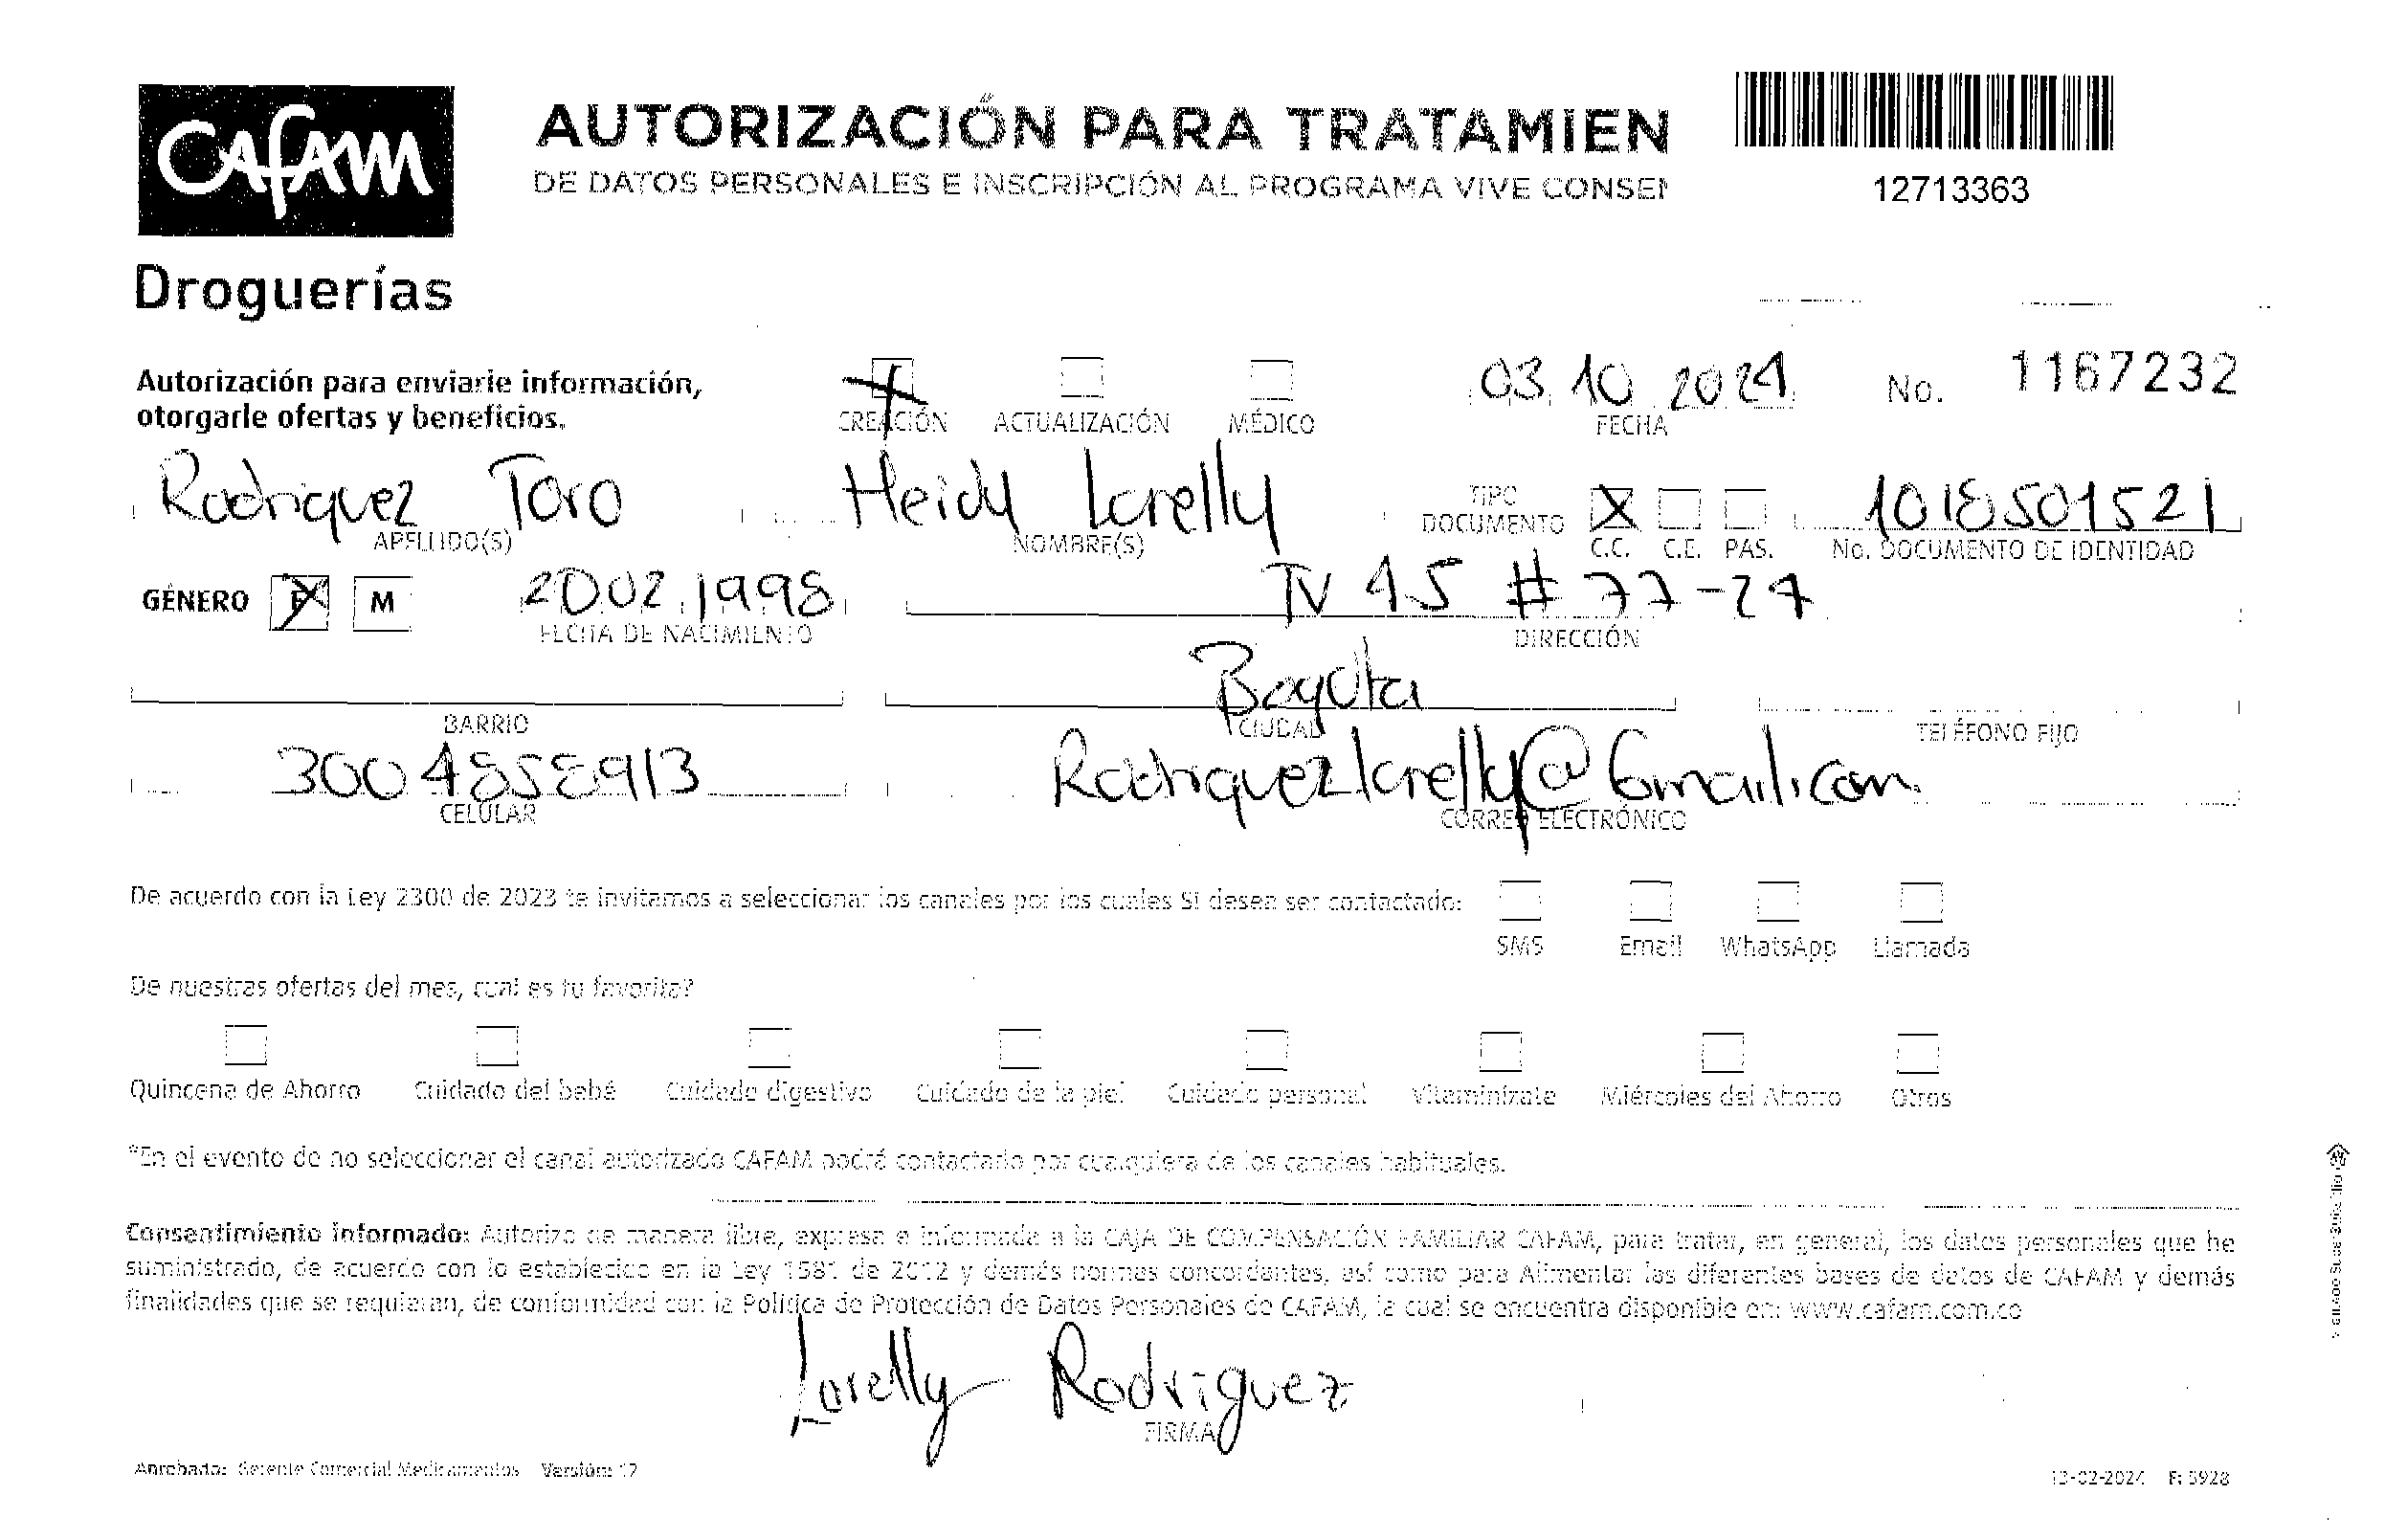 CAFAM
Droguerías
AUTORIZACIÓN PARA TRATAMIEN
DE DATOS PERSONALES E INSCRIPCIÓN AL PROGRAMA VIVE CONSEN
12713363
Autorización para enviarle información,
otorgarle ofertas y beneficios.
CREACIÓN ACTUALIZACIÓN MÉDICO
03 10 2024
FECHA
No. 1167232
Rodriguez Toro
APELLIDO(S)
Heidy Lorelly
NOMBRE(S)
TIPO
DOCUMENTO
X
C.C. C.E. PAS.
1018501521
No. DOCUMENTO DE IDENTIDAD
GÉNERO F M
20 02 1998
FECHA DE NACIMIENTO
TV 45 # 77-24
DIRECCIÓN
BARRIO
Bogota
CIUDAD
TELÉFONO FIJO
3004858913
CELULAR
Rodriguezlorelly@Gmail.com
CORREO ELECTRÓNICO
De acuerdo con la Ley 2300 de 2023 te invitamos a seleccionar los canales por los cuales SI desea ser contactado:
SMS Email WhatsApp Llamada
De nuestras ofertas del mes, cual es tu favorita?
Quincena de Ahorro Cuidado del bebé Cuidado digestivo Cuidado de la piel Cuidado personal Vitamínizate Miércoles del Ahorro Otros
*En el evento de no seleccionar el canal autorizado CAFAM podrá contactarlo por cualquiera de los canales habituales.
Consentimiento informado: Autorizo de manera libre, expresa e informada a la CAJA DE COMPENSACIÓN FAMILIAR CAFAM, para tratar, en general, los datos personales que he
suministrado, de acuerdo con lo establecido en la Ley 1581 de 2012 y demás normas concordantes, así como para Alimentar las diferentes bases de datos de CAFAM y demás
finalidades que se requieran, de conformidad con la Política de Protección de Datos Personales de CAFAM, la cual se encuentra disponible en: www.cafam.com.co
Lorelly Rodriguez
FIRMA
Aprobada: Gerente Comercial Medicamentos Versión: 17
13-02-2024 F: 5928